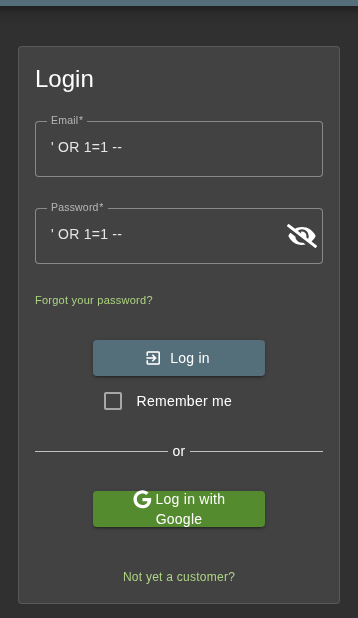 Login
Email*
' OR 1=1 --
Password*
' OR 1=1 --
Forgot your password?
Log in
Remember me
or
G Log in with
Google
Not yet a customer?